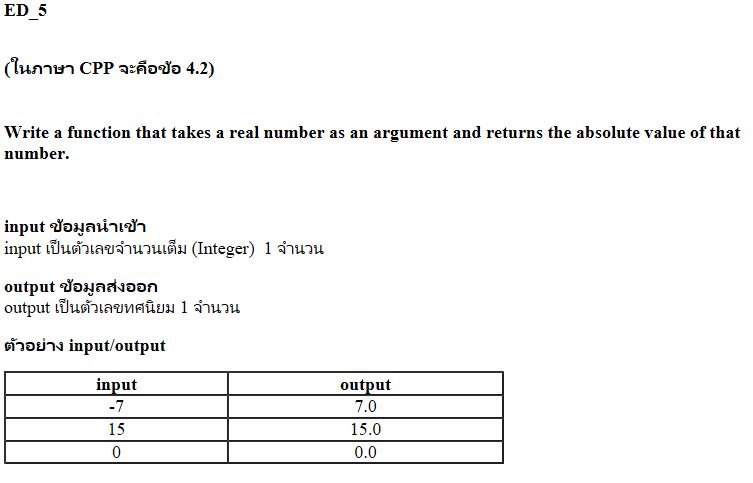 ED_5
(ในภาษา CPP จะคือข้อ 4.2)
Write a function that takes a real number as an argument and returns the absolute value of that
number.
input ข้อมูลนำเข้า
input เป็นตัวเลขจำนวนเต็ม (Integer) 1 จำนวน
output ข้อมูลส่งออก
output เป็นตัวเลขทศนิยม 1 จำนวน
ตัวอย่าง input/output
input output
-7 7.0
15 15.0
0 0.0